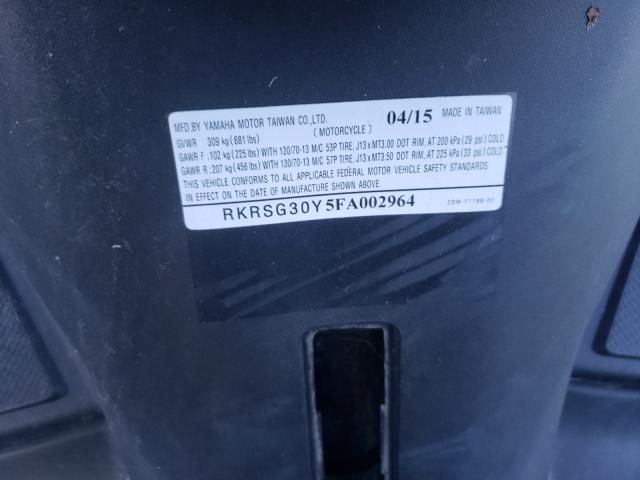 MFD.BY YAMAHA MOTOR TAIWAN CO.,LTD. 04/15 MADE IN TAIWAN
GVWR 309 kg (681 lbs) [MOTORCYCLE]
GAWR F , 102 kg (225 lbs) WITH 120/70-13 M/C 53P TIRE, J13 x MT3.00 DOT RIM, AT 200 kPa (29 psi) COLD
GAWR R , 207 kg (456 lbs) WITH 130/70-13 M/C 57P TIRE, J13 x MT3.50 DOT RIM, AT 225 kPa (33 psi) COLD
THIS VEHICLE CONFORMS TO ALL APPLICABLE FEDERAL MOTOR VEHICLE SAFETY STANDARDS
IN EFFECT ON THE DATE OF MANUFACTURE SHOWN ABOVE.
RKRSG30Y5FA002964